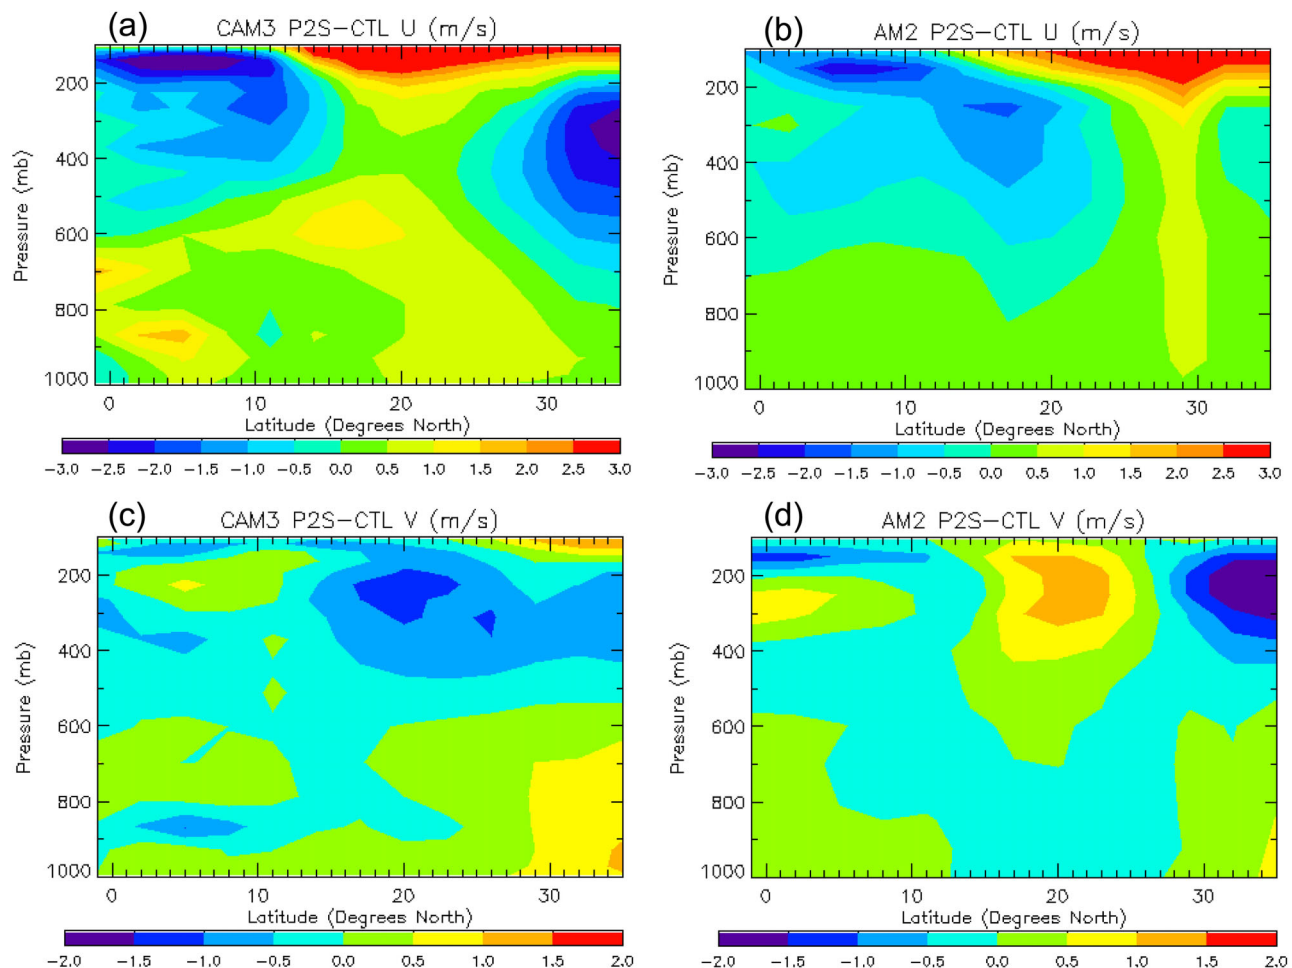 (a) CAM3 P2S-CTL U (m/s)
Pressure (mb)
200
400
600
800
1000
0 10 20 30
Latitude (Degrees North)
-3.0 -2.5 -2.0 -1.5 -1.0 -0.5 0.0 0.5 1.0 1.5 2.0 2.5 3.0
(b) AM2 P2S-CTL U (m/s)
Pressure (mb)
200
400
600
800
1000
0 10 20 30
Latitude (Degrees North)
-3.0 -2.5 -2.0 -1.5 -1.0 -0.5 0.0 0.5 1.0 1.5 2.0 2.5 3.0
(c) CAM3 P2S-CTL V (m/s)
Pressure (mb)
200
400
600
800
1000
0 10 20 30
Latitude (Degrees North)
-2.0 -1.5 -1.0 -0.5 0.0 0.5 1.0 1.5 2.0
(d) AM2 P2S-CTL V (m/s)
Pressure (mb)
200
400
600
800
1000
0 10 20 30
Latitude (Degrees North)
-2.0 -1.5 -1.0 -0.5 0.0 0.5 1.0 1.5 2.0